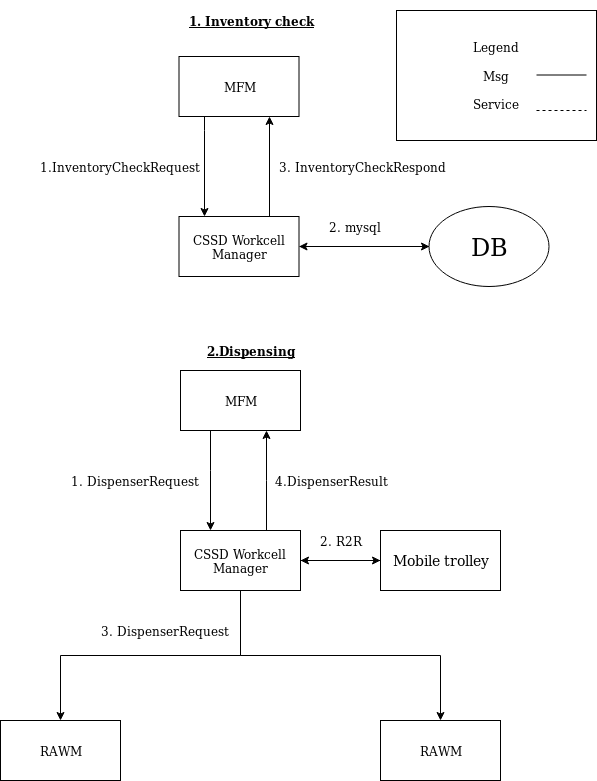 1. Inventory check
Legend
Msg
Service
MFM
1.InventoryCheckRequest
3. InventoryCheckRespond
CSSD Workcell
Manager
2. mysql
DB
2.Dispensing
MFM
1. DispenserRequest
4.DispenserResult
CSSD Workcell
Manager
2. R2R
Mobile trolley
3. DispenserRequest
RAWM
RAWM